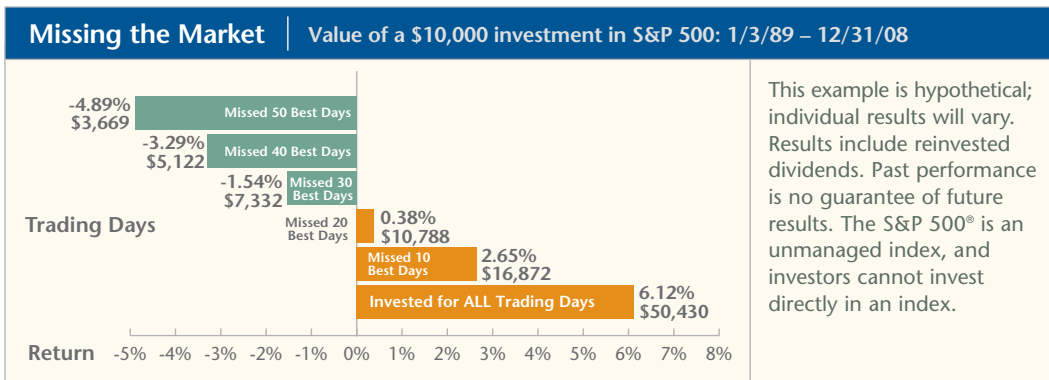 Missing the Market
Value of a $10,000 investment in S&P 500: 1/3/89 – 12/31/08
-4.89%
$3,669
Missed 50 Best Days
-3.29%
$5,122
Missed 40 Best Days
-1.54%
$7,332
Missed 30
Best Days
Trading Days
Missed 20
Best Days
0.38%
$10,788
Missed 10
Best Days
2.65%
$16,872
Invested for ALL Trading Days
6.12%
$50,430
Return -5% -4% -3% -2% -1% 0% 1% 2% 3% 4% 5% 6% 7% 8%
This example is hypothetical;
individual results will vary.
Results include reinvested
dividends. Past performance
is no guarantee of future
results. The S&P 500® is an
unmanaged index, and
investors cannot invest
directly in an index.